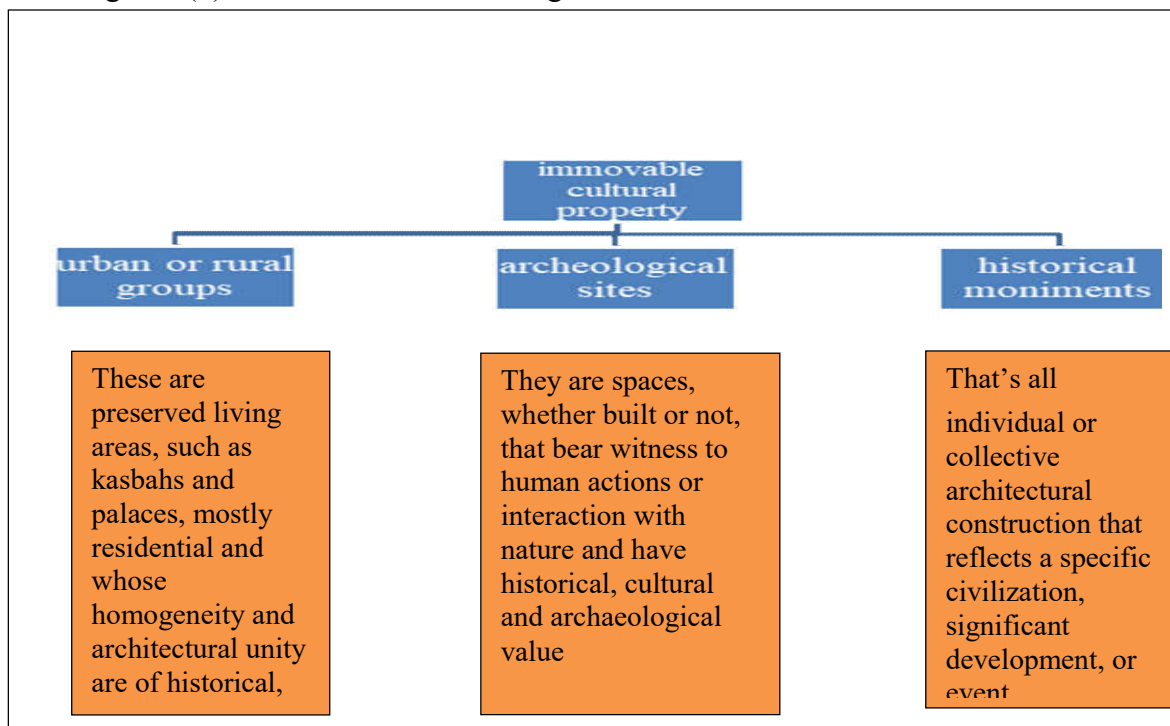 immovable
cultural
property
urban or rural
groups
archeological
sites
historical
moniments
These are
preserved living
areas, such as
kasbahs and
palaces, mostly
residential and
whose
homogeneity and
architectural unity
are of historical,
They are spaces,
whether built or not,
that bear witness to
human actions or
interaction with
nature and have
historical, cultural
and archaeological
value
That’s all
individual or
collective
architectural
construction that
reflects a specific
civilization,
significant
development, or
event